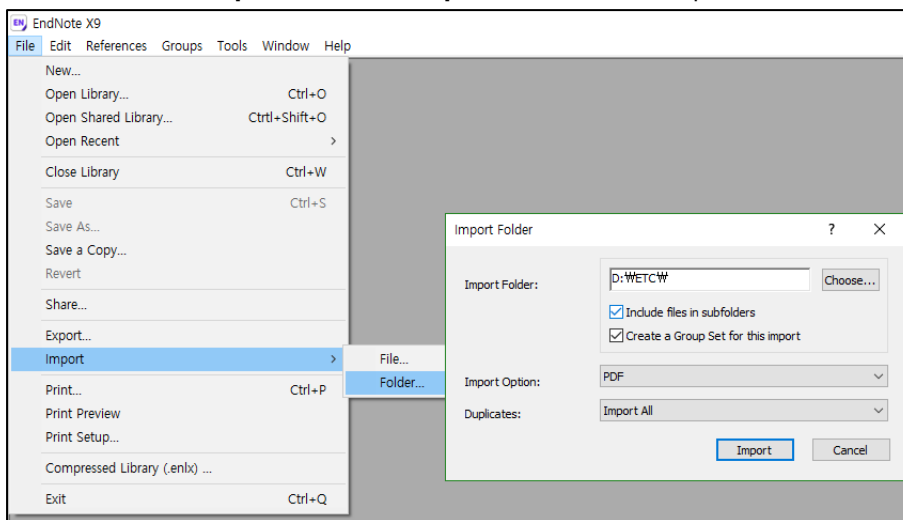 EN EndNote X9
File Edit References Groups Tools Window Help
New...
Open Library... Ctrl+O
Open Shared Library... Ctrtl+Shift+O
Open Recent >
Close Library Ctrl+W
Save Ctrl+S
Save As...
Save a Copy...
Revert
Share...
Export...
Import >
File...
Folder...
Print... Ctrl+P
Print Preview
Print Setup...
Compressed Library (.enlx) ...
Exit Ctrl+Q
Import Folder ? ×
Import Folder: D:₩ETC₩ Choose...
Include files in subfolders
Create a Group Set for this import
Import Option: PDF
Duplicates: Import All
Import Cancel